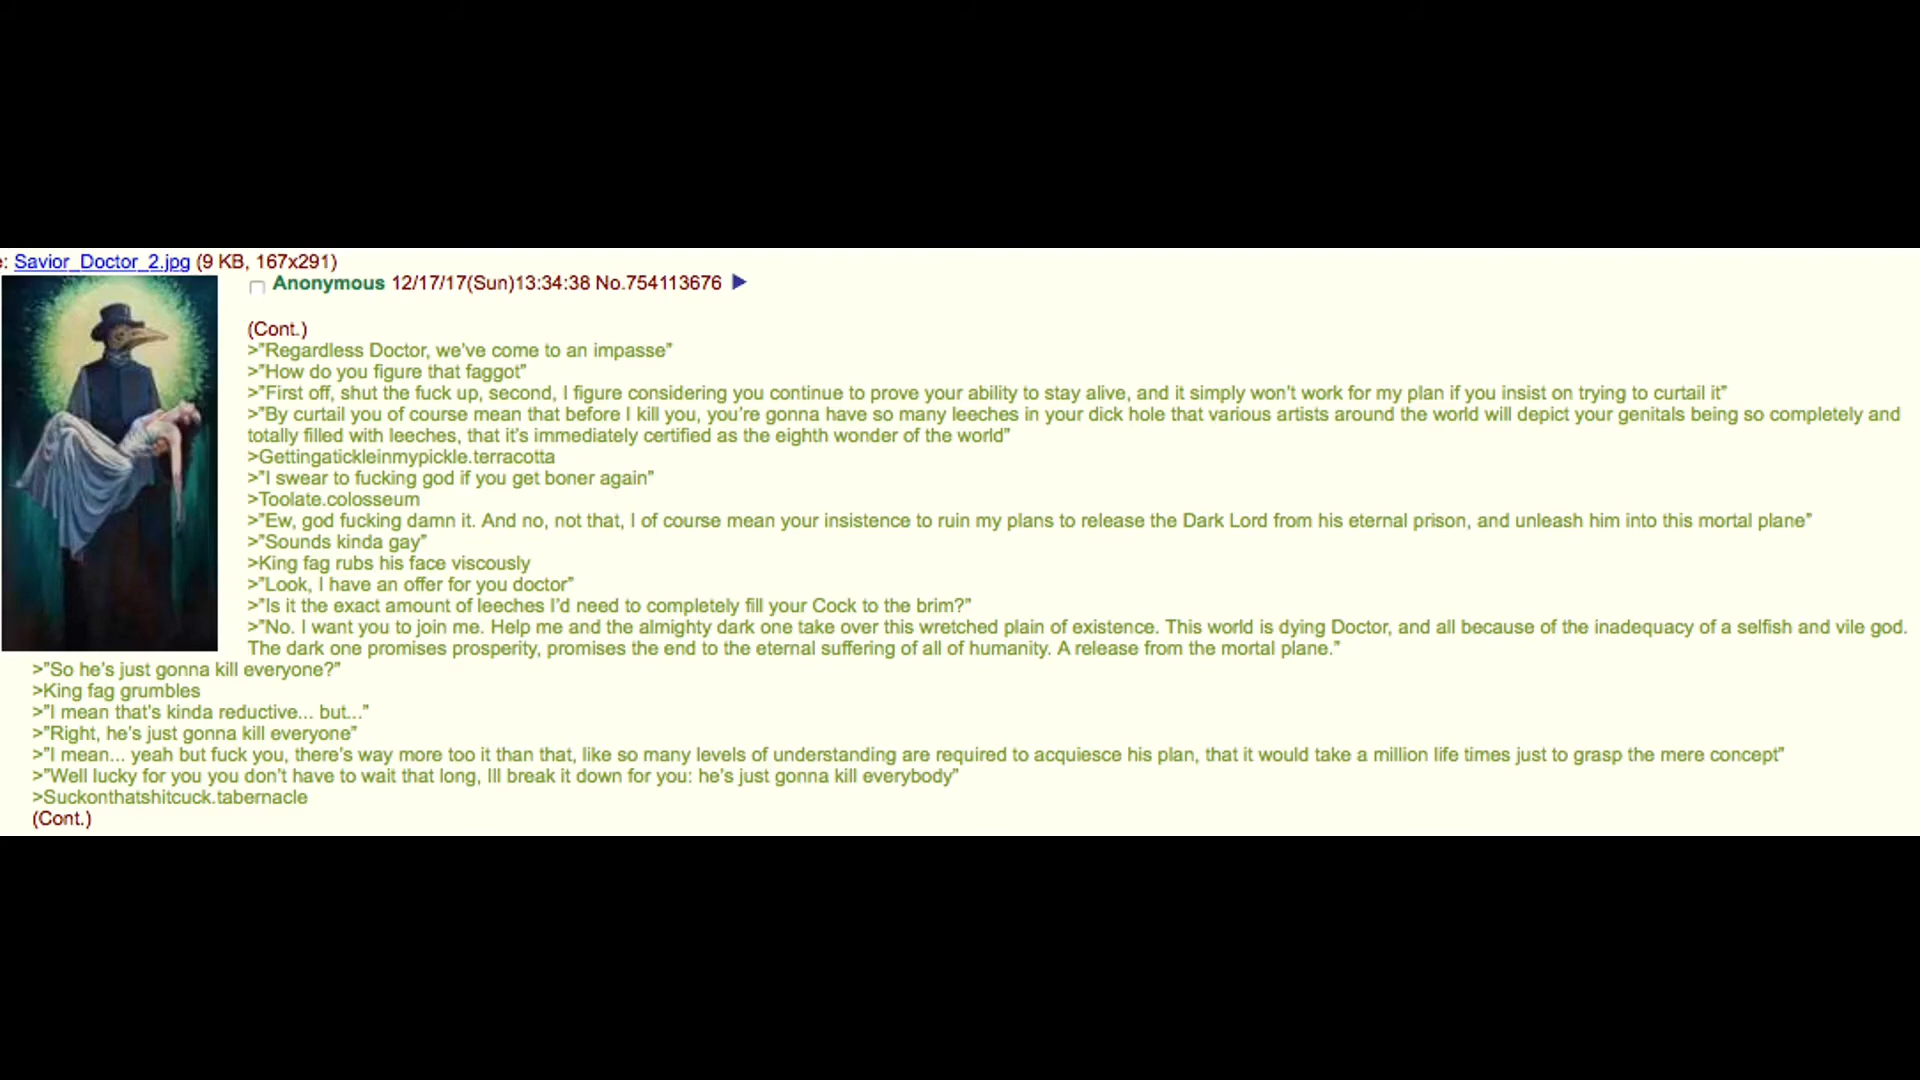 e: Savior_Doctor_2.jpg (9 KB, 167x291)
Anonymous 12/17/17(Sun)13:34:38 No.754113676
(Cont.)
>"Regardless Doctor, we've come to an impasse"
>"How do you figure that faggot"
>"First off, shut the fuck up, second, I figure considering you continue to prove your ability to stay alive, and it simply won't work for my plan if you insist on trying to curtail it"
>"By curtail you of course mean that before I kill you, you're gonna have so many leeches in your dick hole that various artists around the world will depict your genitals being so completely and
totally filled with leeches, that it's immediately certified as the eighth wonder of the world"
>Gettingatickleinmypickle.terracotta
>"I swear to fucking god if you get boner again"
>Toolate.colosseum
>"Ew, god fucking damn it. And no, not that, I of course mean your insistence to ruin my plans to release the Dark Lord from his eternal prison, and unleash him into this mortal plane"
>"Sounds kinda gay"
>King fag rubs his face viscously
>"Look, I have an offer for you doctor"
>"Is it the exact amount of leeches I'd need to completely fill your Cock to the brim?"
>"No. I want you to join me. Help me and the almighty dark one take over this wretched plain of existence. This world is dying Doctor, and all because of the inadequacy of a selfish and vile god.
The dark one promises prosperity, promises the end to the eternal suffering of all of humanity. A release from the mortal plane."
>"So he's just gonna kill everyone?"
>King fag grumbles
>"I mean that's kinda reductive... but..."
>"Right, he's just gonna kill everyone"
>"I mean... yeah but fuck you, there's way more too it than that, like so many levels of understanding are required to acquiesce his plan, that it would take a million life times just to grasp the mere concept"
>"Well lucky for you you don't have to wait that long, Ill break it down for you: he's just gonna kill everybody"
>Suckonthatshitcuck.tabernacle
(Cont.)